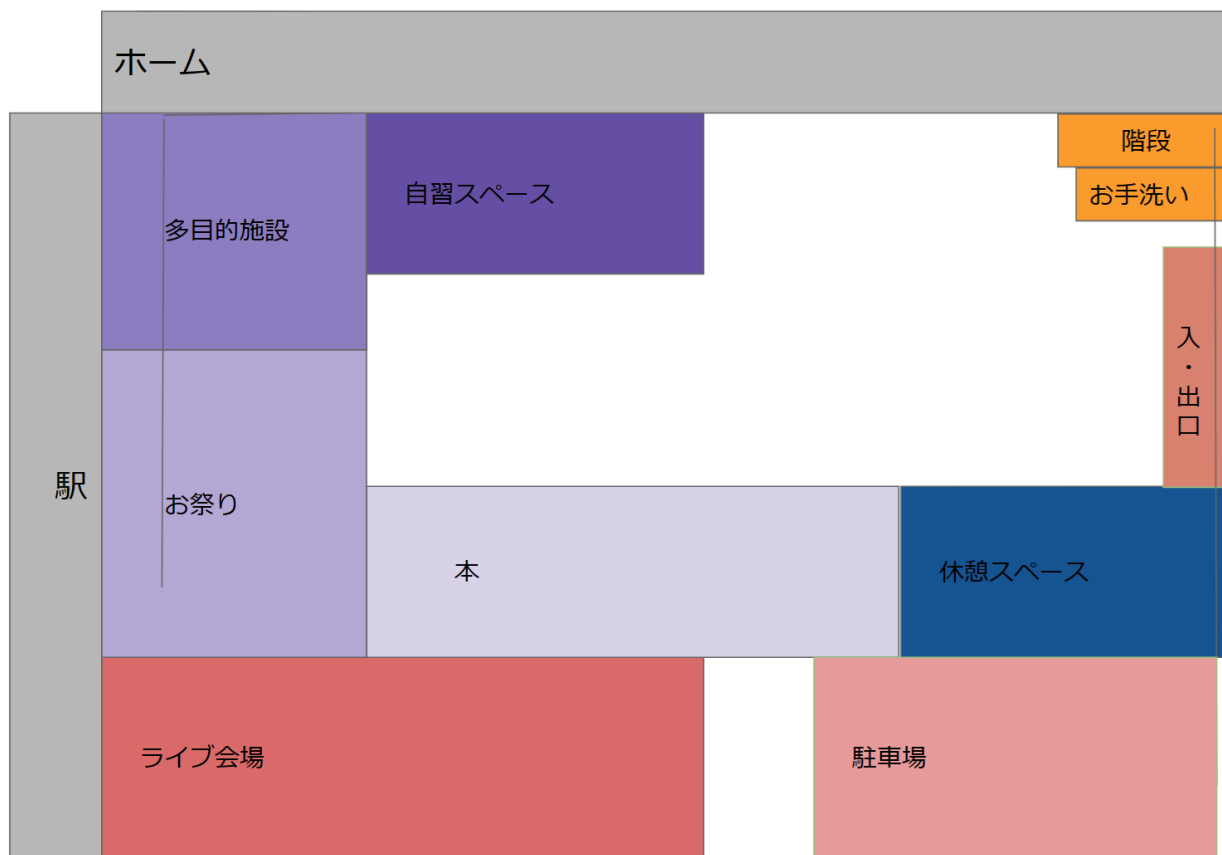 ホーム
階段
自習スペース
お手洗い
多目的施設
入・出口
駅
お祭り
本
休憩スペース
ライブ会場
駐車場